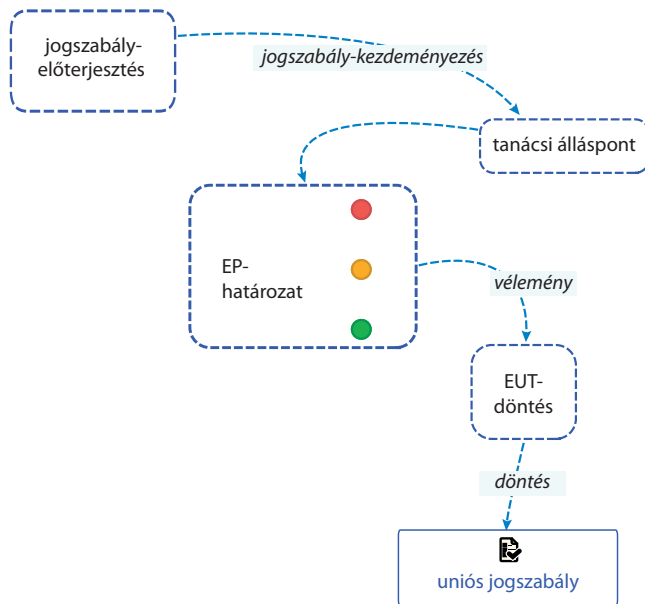 jogszabály-
előterjesztés
jogszabály-kezdeményezés
tanácsi álláspont
EP-
határozat
vélemény
EUT-
döntés
döntés
uniós jogszabály